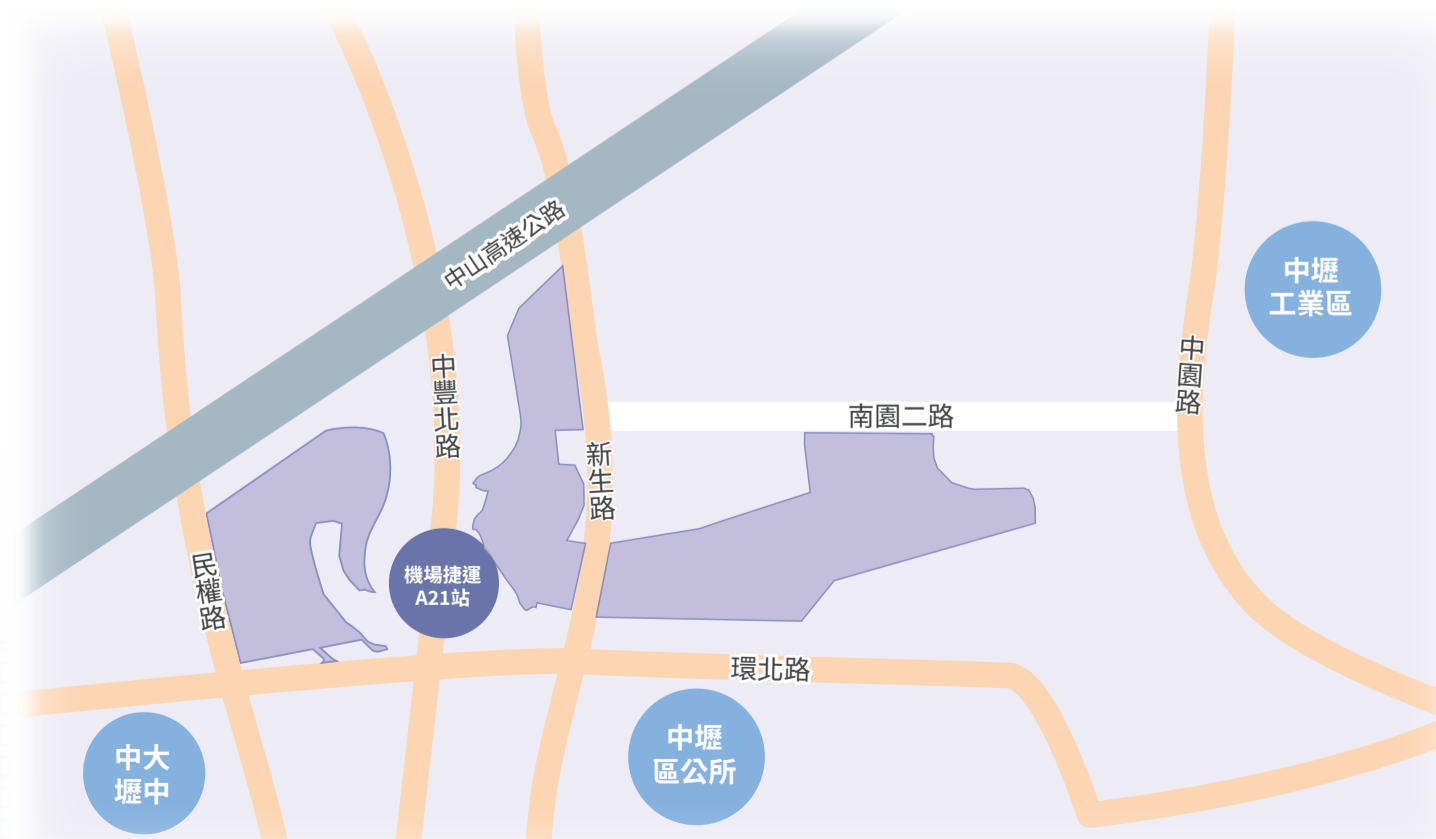 中山高速公路
中壢
工業區
中豐北路
中園路
南園二路
新生路
民權路
機場捷運
A21站
環北路
中壢
區公所
中大
壢中